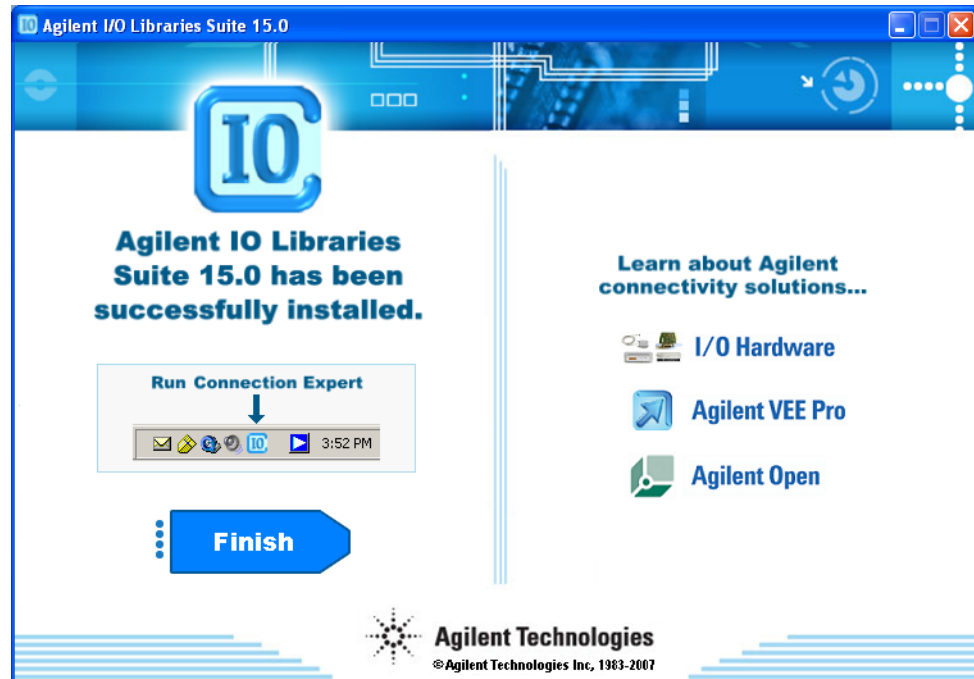 IO Agilent I/O Libraries Suite 15.0
IO
Agilent IO Libraries
Suite 15.0 has been
successfully installed.
Run Connection Expert
IO 3:52 PM
Finish
Learn about Agilent
connectivity solutions...
I/O Hardware
Agilent VEE Pro
Agilent Open
Agilent Technologies
©Agilent Technologies Inc, 1983-2007